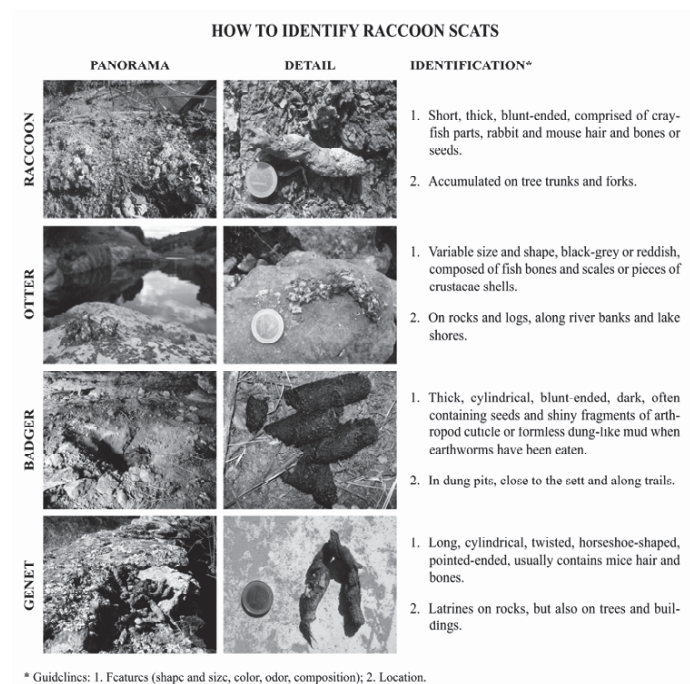 HOW TO IDENTIFY RACCOON SCATS
PANORAMA
DETAIL
IDENTIFICATION*
RACCOON
1. Short, thick, blunt-ended, comprised of cray-
fish parts, rabbit and mouse hair and bones or
seeds.
2. Accumulated on tree trunks and forks.
OTTER
1. Variable size and shape, black-grey or reddish,
composed of fish bones and scales or pieces of
crustacae shells.
2. On rocks and logs, along river banks and lake
shores.
BADGER
1. Thick, cylindrical, blunt-ended, dark, often
containing seeds and shiny fragments of arth-
ropod cuticle or formless dung-like mud when
earthworms have been eaten.
2. In dung pits, close to the sett and along trails.
GENET
1. Long, cylindrical, twisted, horseshoe-shaped,
pointed-ended, usually contains mice hair and
bones.
2. Latrines on rocks, but also on trees and buil-
dings.
* Guidelines: 1. Features (shape and size, color, odor, composition); 2. Location.